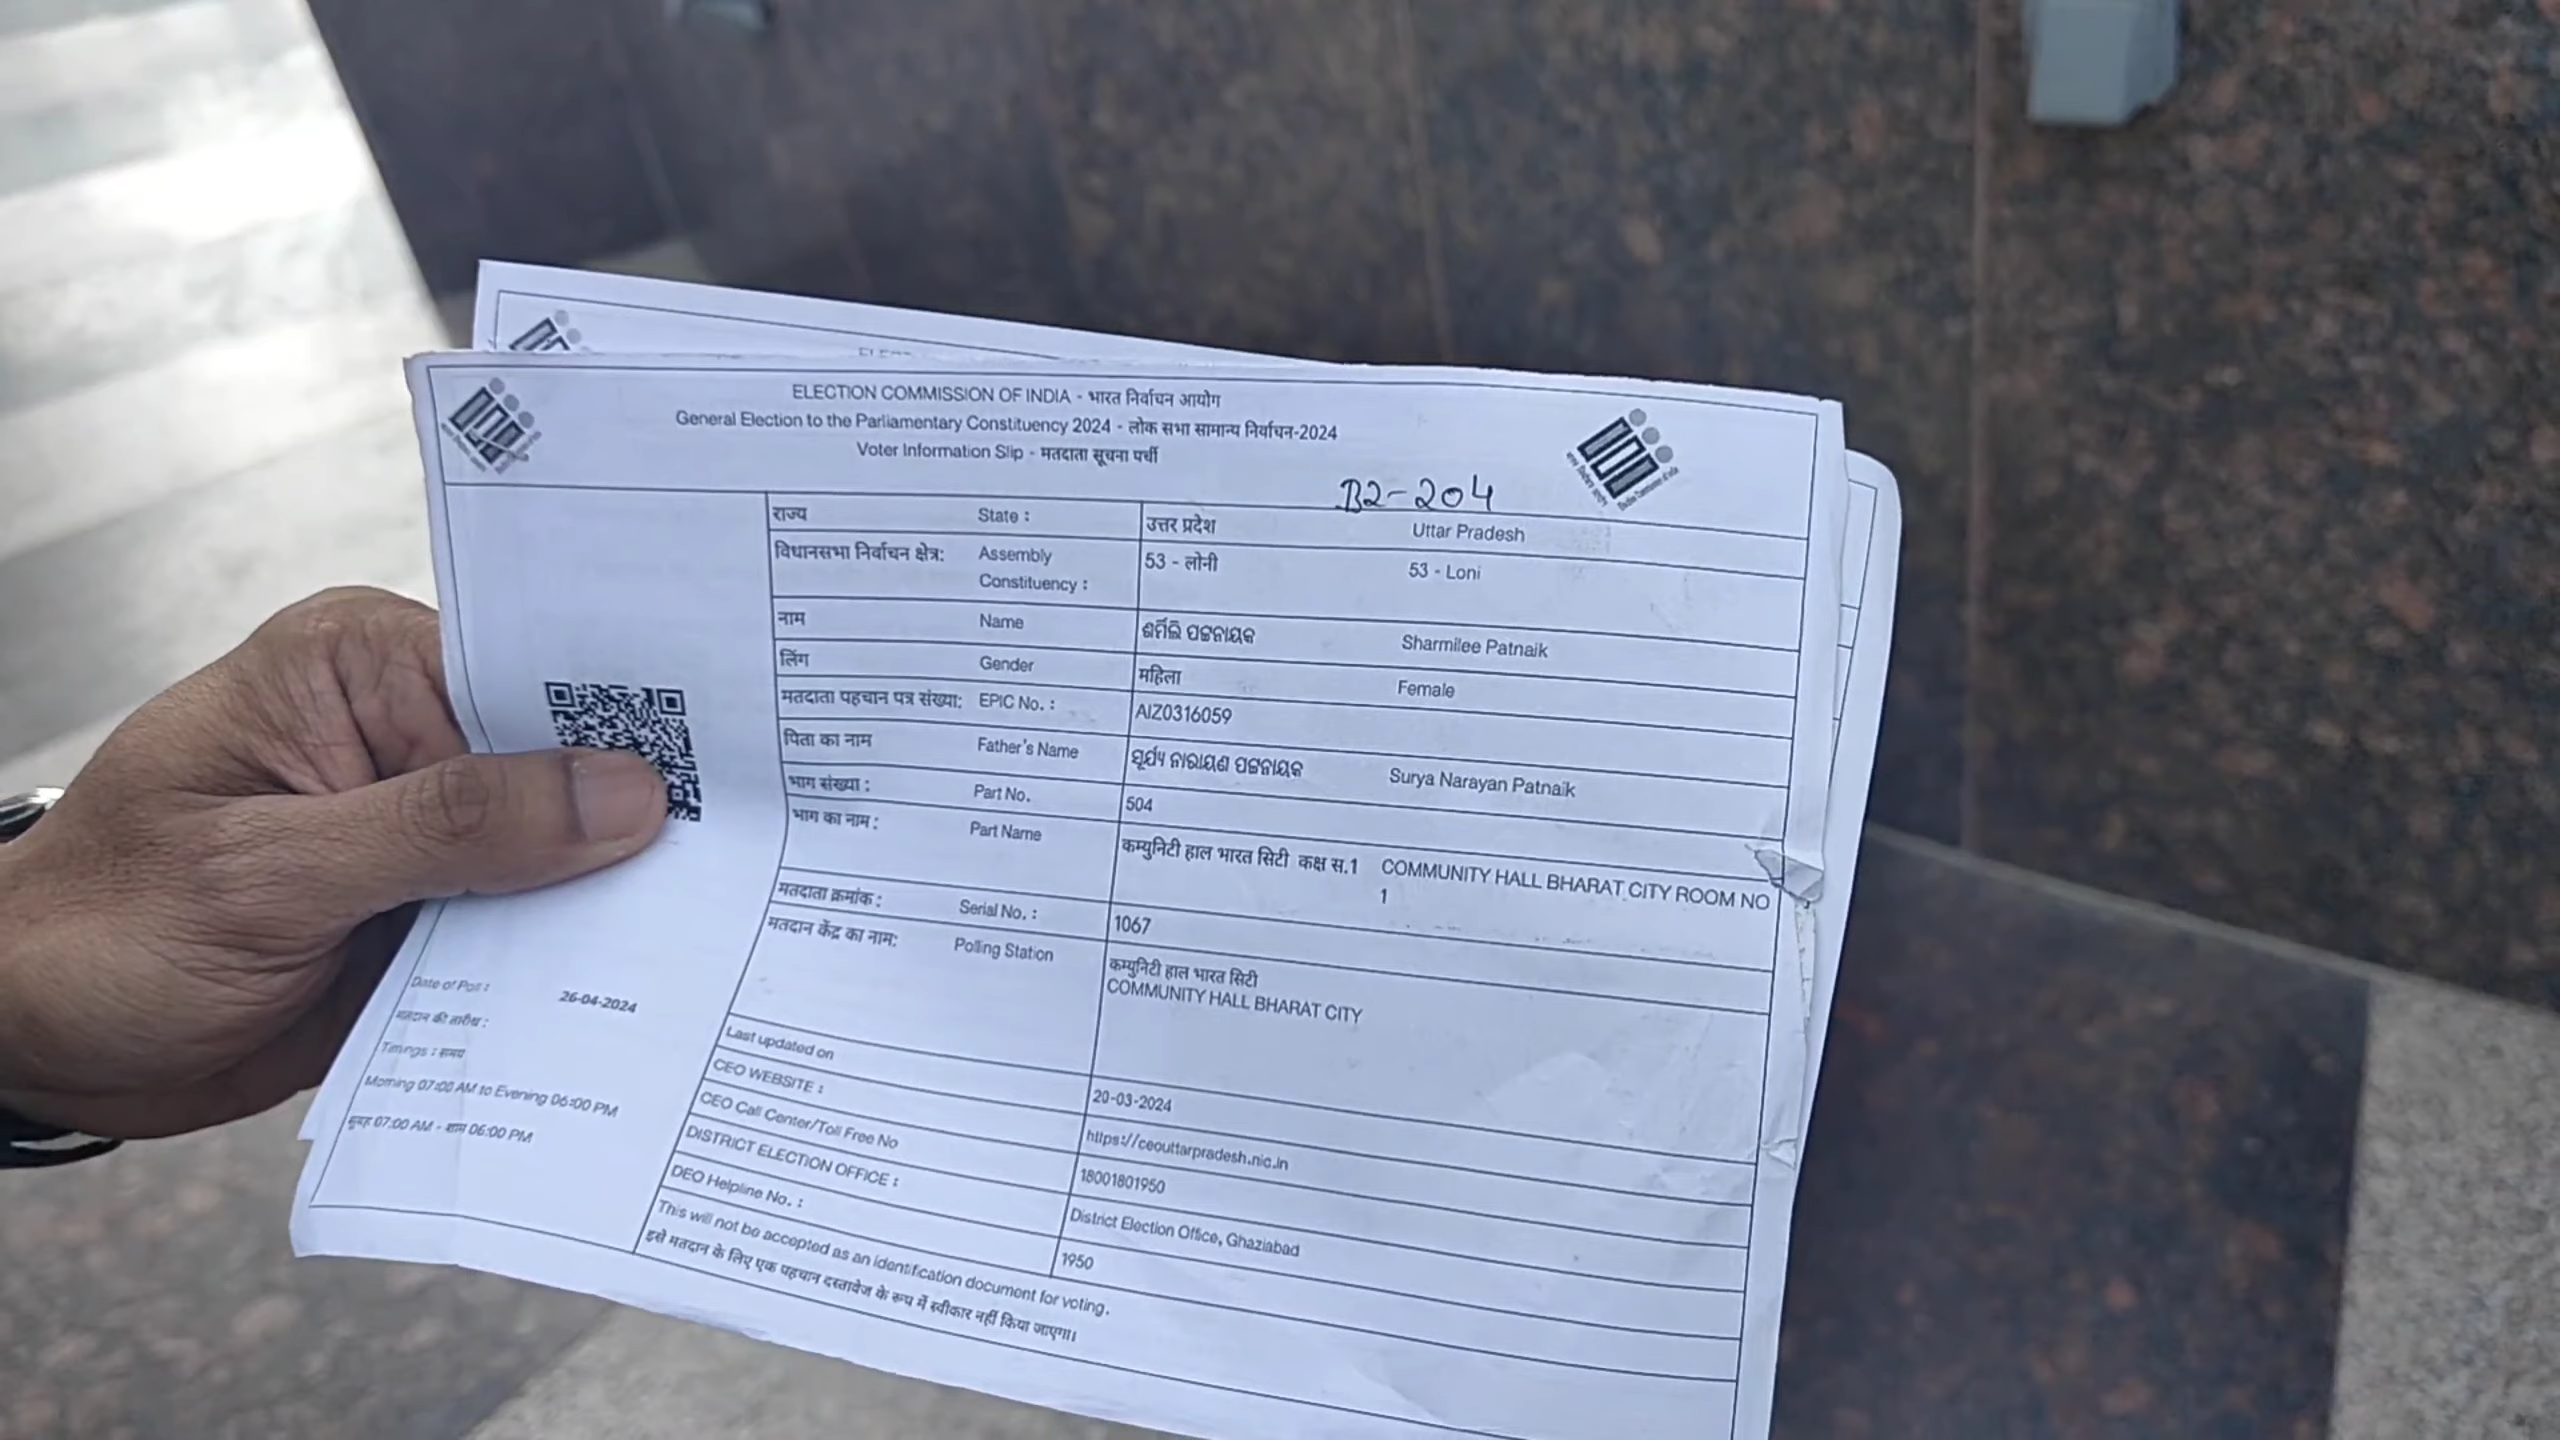 ELECTION COMMISSION OF INDIA - भारत निर्वाचन आयोग
General Election to the Parliamentary Constituency 2024 - लोक सभा सामान्य निर्वाचन-2024
Voter Information Slip - मतदाता सूचना पर्ची
B2-204
राज्य State : उत्तर प्रदेश Uttar Pradesh
विधानसभा निर्वाचन क्षेत्र: Assembly Constituency : 53 - लोनी 53 - Loni
नाम Name ଶର୍ମିଲି ପଟ୍ଟନାୟକ Sharmilee Patnaik
लिंग Gender महिला Female
मतदाता पहचान पत्र संख्या: EPIC No. : AIZ0316059
पिता का नाम Father's Name ସୂର୍ଯ୍ୟ ନାରାୟଣ ପଟ୍ଟନାୟକ Surya Narayan Patnaik
भाग संख्या : Part No. 504
भाग का नाम : Part Name कम्युनिटी हाल भारत सिटी कक्ष स.1 COMMUNITY HALL BHARAT CITY ROOM NO
1
मतदाता क्रमांक : Serial No. : 1067
मतदान केंद्र का नाम: Polling Station कम्युनिटी हाल भारत सिटी
COMMUNITY HALL BHARAT CITY
Date of Poll : 26-04-2024
मतदान की तारीख :
Timings : समय
Morning 07:00 AM to Evening 06:00 PM
सुबह 07:00 AM - शाम 06:00 PM
Last updated on 20-03-2024
CEO WEBSITE : https://ceouttarpradesh.nic.in
CEO Call Center/Toll Free No 18001801950
DISTRICT ELECTION OFFICE : District Election Office, Ghaziabad
DEO Helpline No. : 1950
This will not be accepted as an identification document for voting.
इसे मतदान के लिए एक पहचान दस्तावेज के रूप में स्वीकार नहीं किया जाएगा।